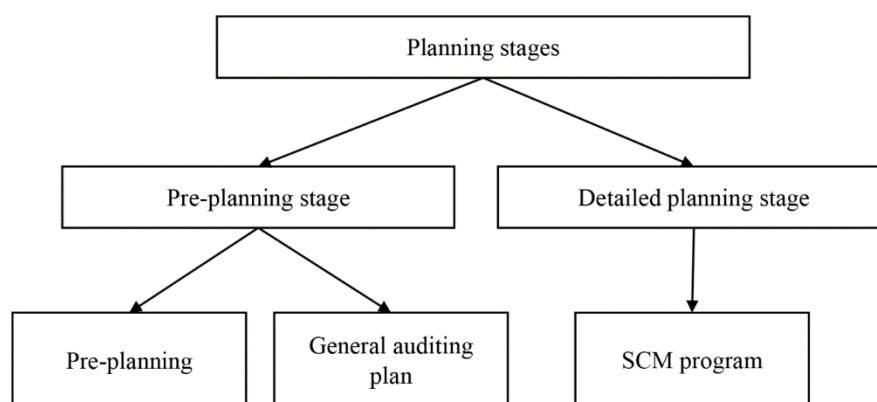 Planning stages
Pre-planning stage
Detailed planning stage
Pre-planning
General auditing
plan
SCM program